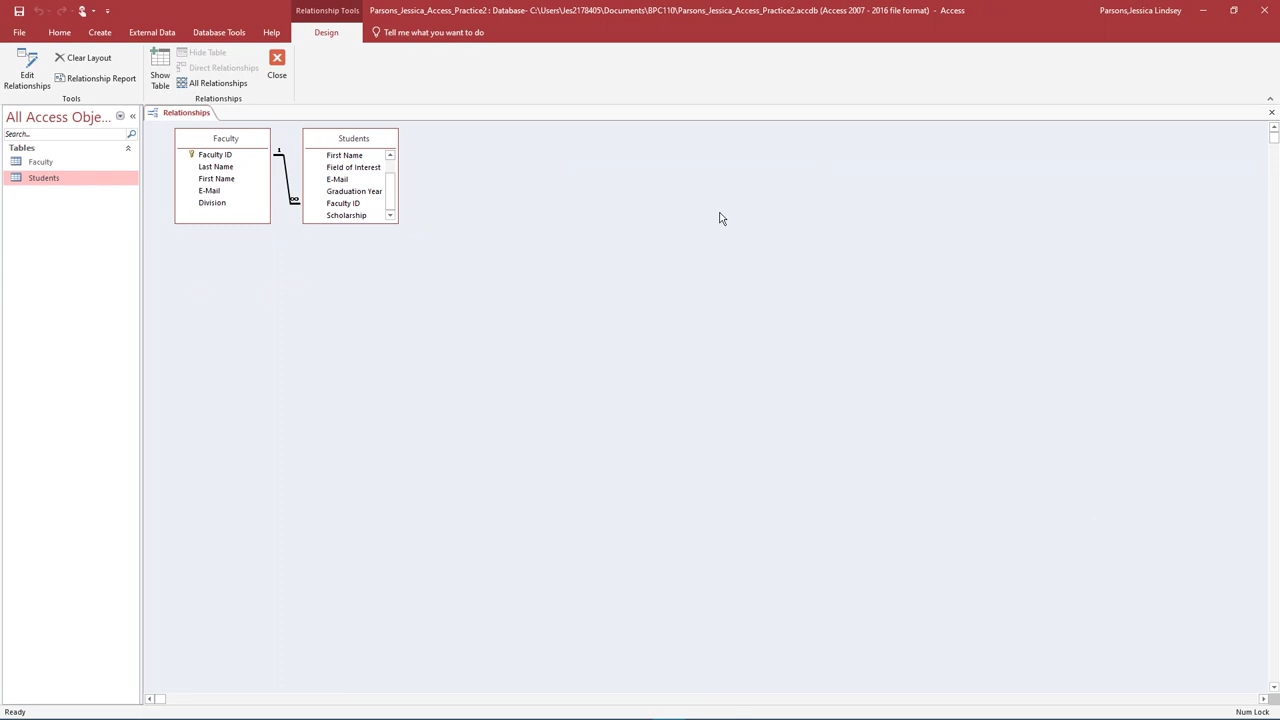 Relationship Tools
Parsons_Jessica_Access_Practice2 : Database- C:\Users\Jes2178405\Documents\BPC110\Parsons_Jessica_Access_Practice2.accdb (Access 2007 - 2016 file format) - Access
Parsons,Jessica Lindsey
File
Home
Create
External Data
Database Tools
Help
Design
Tell me what you want to do
Edit Relationships
Clear Layout
Relationship Report
Tools
Show Table
Hide Table
Direct Relationships
All Relationships
Relationships
Close
All Access Obje...
Search...
Tables
Faculty
Students
Relationships
Faculty
Faculty ID
Last Name
First Name
E-Mail
Division
1
∞
Students
First Name
Field of Interest
E-Mail
Graduation Year
Faculty ID
Scholarship
Ready
Num Lock